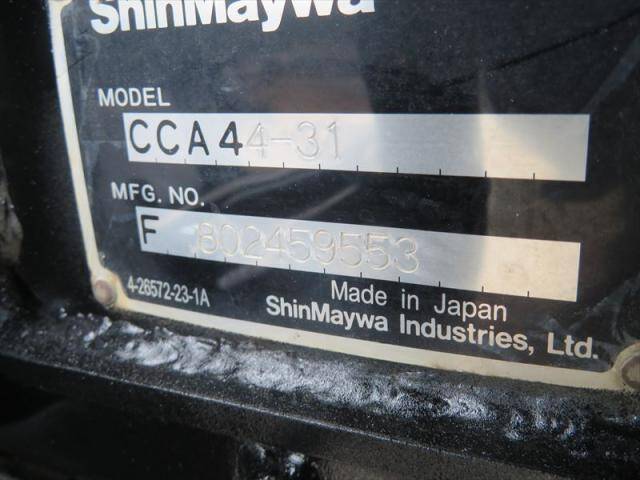 ShinMaywa
MODEL
CCA44-31
MFG. NO.
F 802459553
4-26572-23-1A
Made in Japan
ShinMaywa Industries, Ltd.